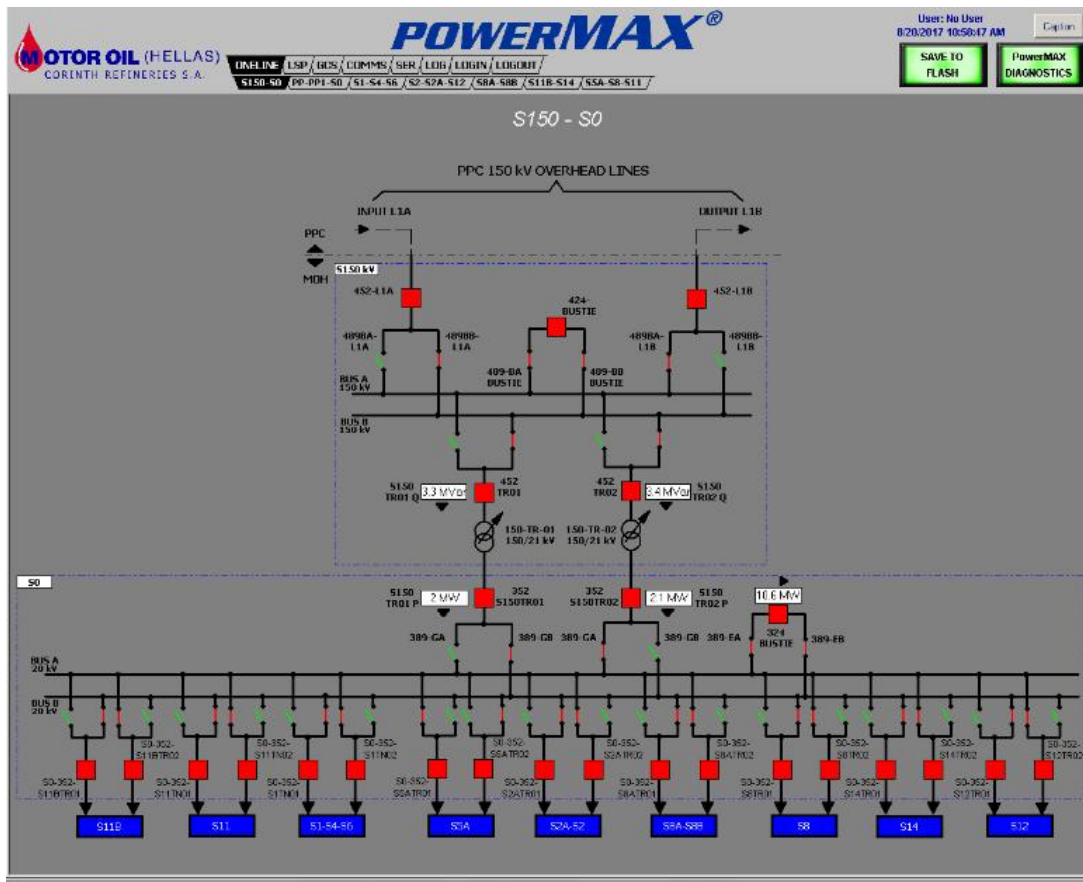 POWERMAX®
User: No User
8/20/2017 10:58:47 AM
Caption
MOTOR OIL (HELLAS)
CORINTH REFINERIES S.A.
ONELINE LSP GCS COMMS SER LOG LOGIN LOGOUT
S150-S0 PP-PP1-S0 S1-S4-S6 S2-S2A-S12 S8A-S8B S11B-S14 S5A-S8-S11
SAVE TO
FLASH
PowerMAX
DIAGNOSTICS
S150 - S0
PPC 150 kV OVERHEAD LINES
INPUT L1A
OUTPUT L1B
PPC
MOH
S150 kV
452-L1A
424-
BUSTIE
452-L1B
489BA-
L1A
489BB-
L1A
489BA-
L1B
489BB-
L1B
489-BA
BUSTIE
489-BB
BUSTIE
BUS A
150 kV
BUS B
150 kV
S150
TR01 Q
3.3 MVar
452
TR01
452
TR02
3.4 MVar
S150
TR02 Q
150-TR-01
150/21 kV
150-TR-02
150/21 kV
S0
S150
TR01 P
2 MW
352
S150TR01
352
S150TR02
2.1 MW
S150
TR02 P
10.6 MW
324
BUSTIE
389-GA
389-GB
389-GA
389-GB
389-EA
389-EB
BUS A
20 kV
BUS B
20 kV
S0-352-
S11BTR02
S0-352-
S11TN02
S0-352-
S1TN02
S0-352-
S5ATR02
S0-352-
S2ATR02
S0-352-
S8ATR02
S0-352-
S8TR02
S0-352-
S14TR02
S0-352-
S12TR02
S0-352-
S11BTR01
S0-352-
S11TN01
S0-352-
S1TN01
S0-352-
S5ATR01
S0-352-
S2ATR01
S0-352-
S8ATR01
S0-352-
S8TR01
S0-352-
S14TR01
S0-352-
S12TR01
S11B
S11
S1-S4-S6
S5A
S2A-S2
S8A-S8B
S8
S14
S12